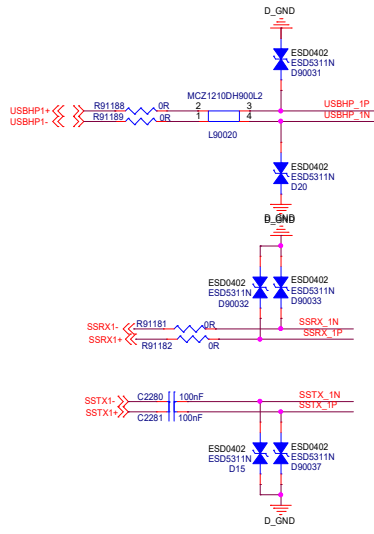 D_GND
ESD0402
ESD5311N
D90031
MCZ1210DH900L2
USBHP1+ R91188 0R 2 3 USBHP_1P
USBHP1- R91189 0R 1 4 USBHP_1N
L90020
ESD0402
ESD5311N
D20
D_GND
D_GND
ESD0402 ESD0402
ESD5311N ESD5311N
D90032 D90033
SSRX1- R91181 0R SSRX_1N
SSRX1+ R91182 0R SSRX_1P
SSTX1- C2280 100nF SSTX_1N
SSTX1+ C2281 100nF SSTX_1P
ESD0402 ESD0402
ESD5311N ESD5311N
D15 D90037
D_GND